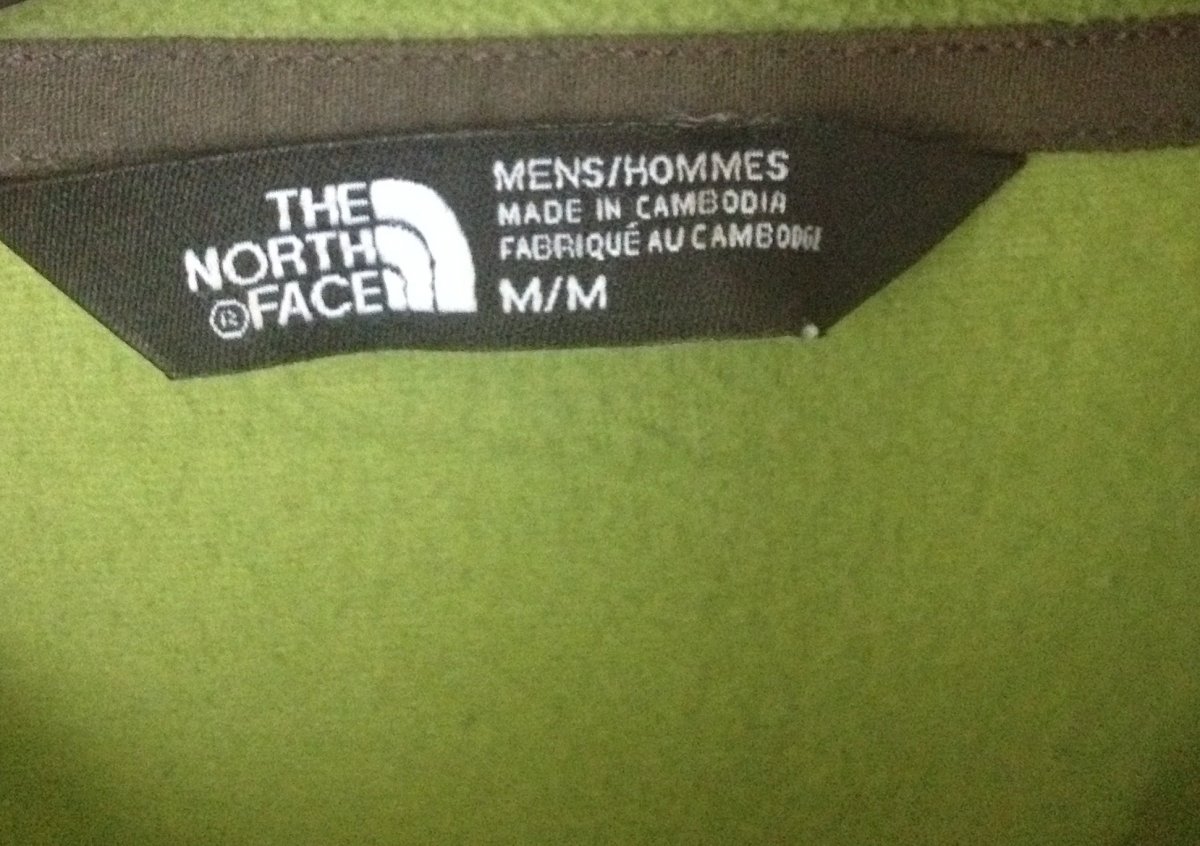 THE
NORTH
®FACE
MENS/HOMMES
MADE IN CAMBODIA
FABRIQUÉ AU CAMBODGE
M/M